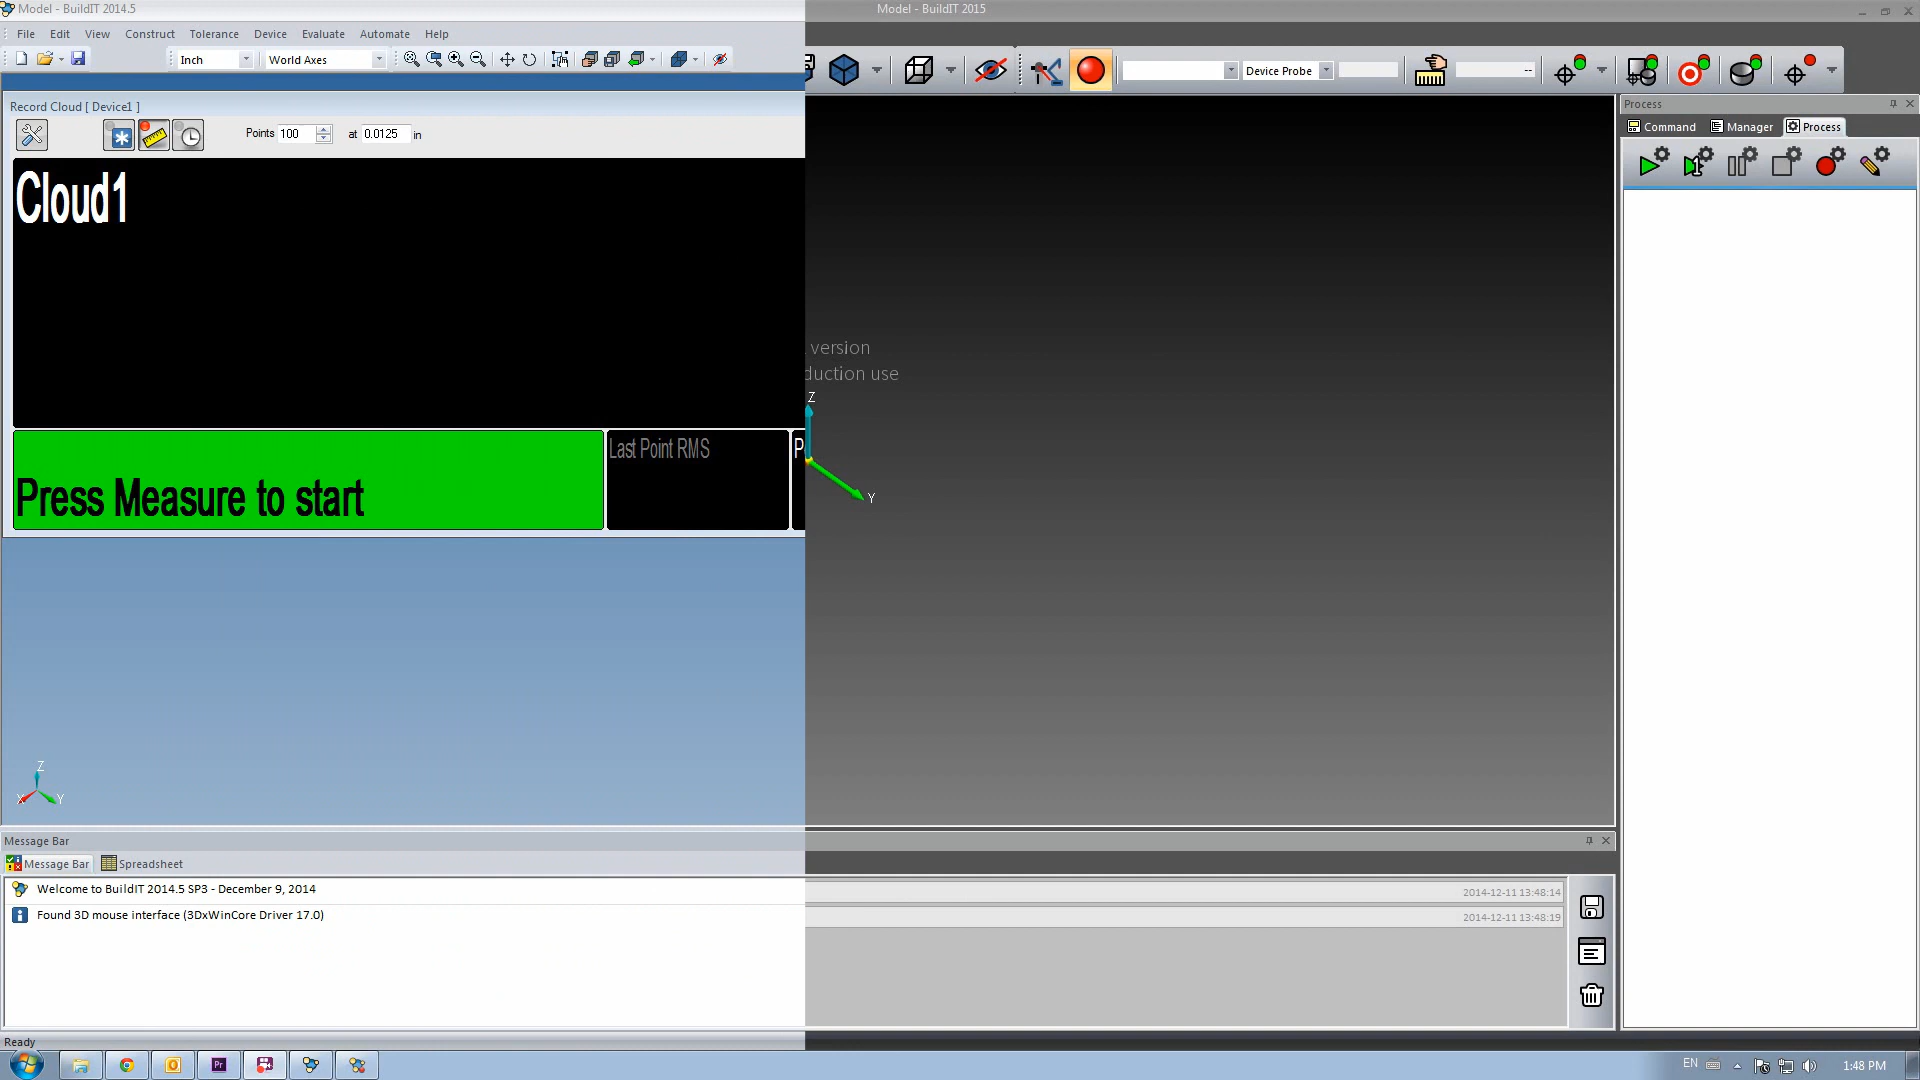 Model - BuildIT 2014.5
Model - BuildIT 2015
File Edit View Construct Tolerance Device Evaluate Automate Help
Inch World Axes
Device Probe --
Record Cloud [ Device1 ]
Points 100 at 0.0125 in
Cloud1
Press Measure to start
Last Point RMS
version
duction use
Z
Y
Process
Command Manager Process
Z
X Y
Message Bar
Message Bar Spreadsheet
Welcome to BuildIT 2014.5 SP3 - December 9, 2014
2014-12-11 13:48:14
Found 3D mouse interface (3DxWinCore Driver 17.0)
2014-12-11 13:48:19
Ready
Pr
EN
1:48 PM